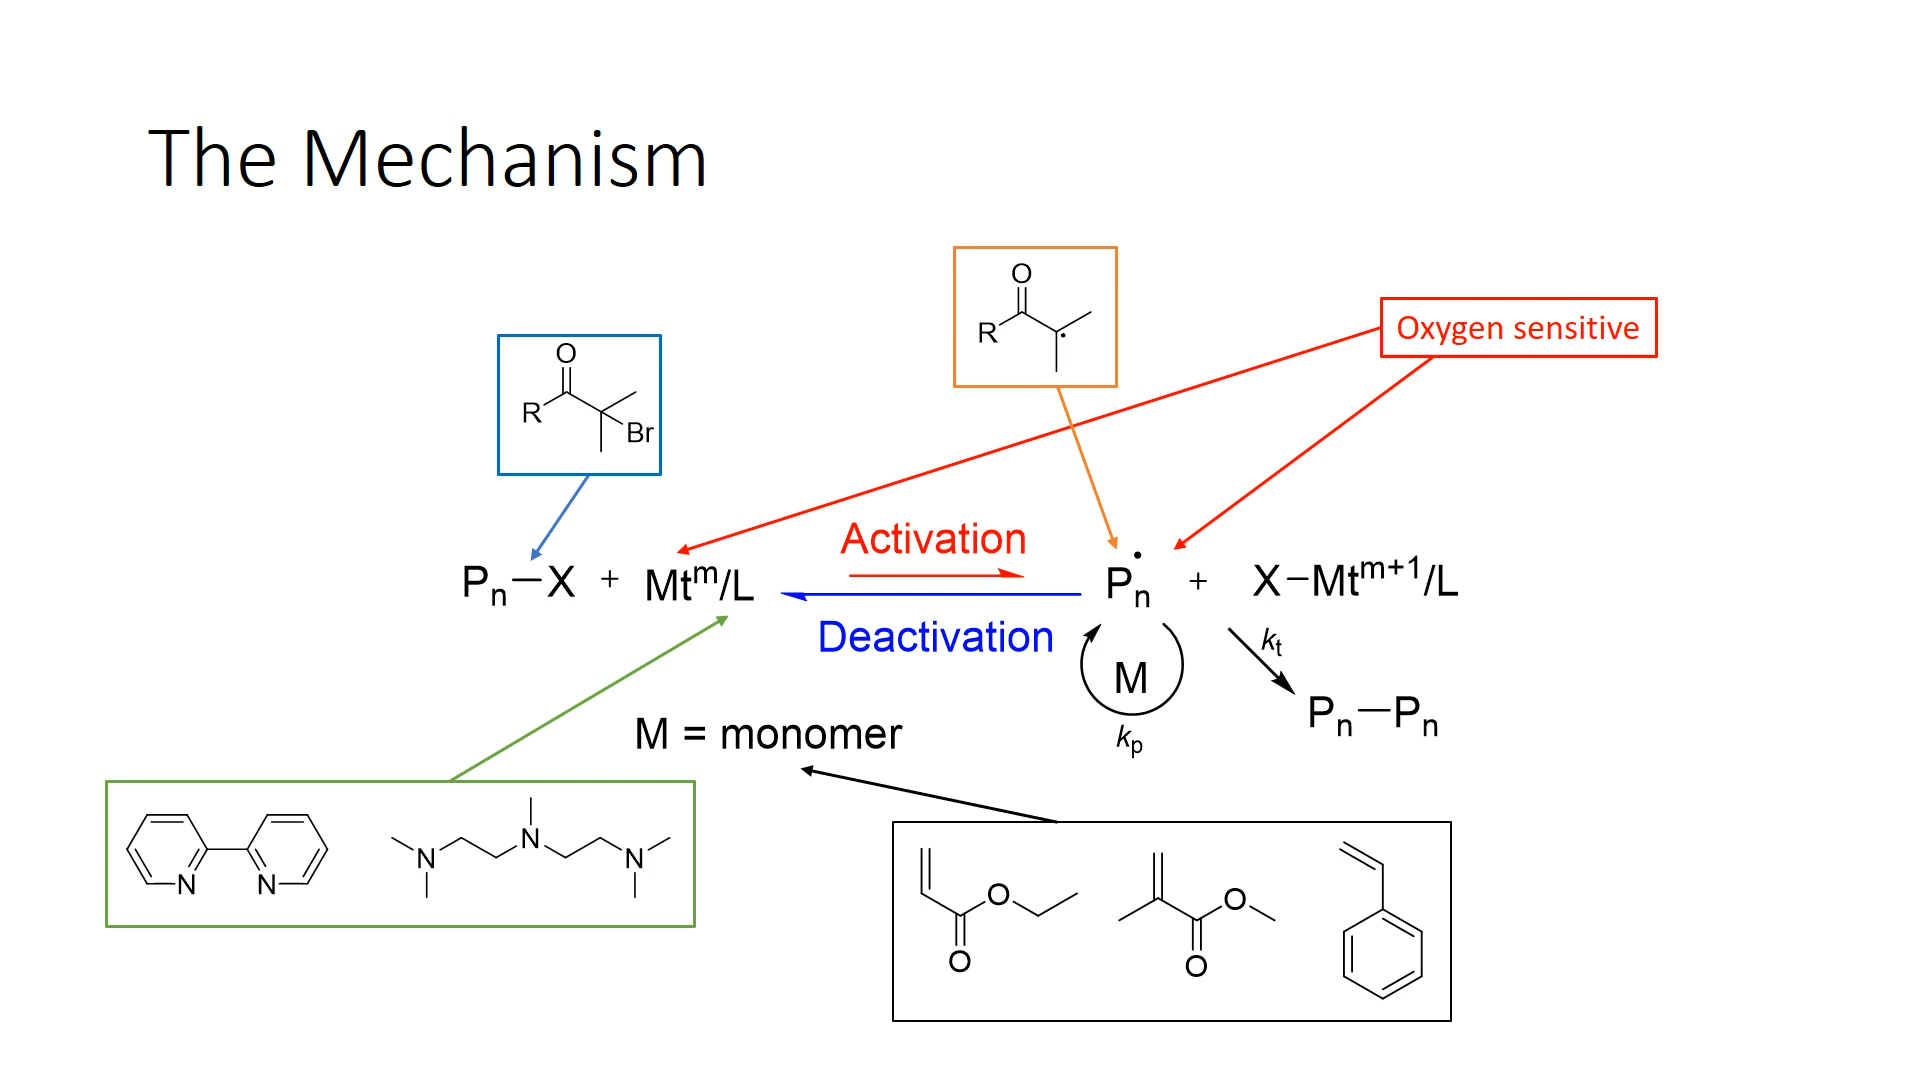 The Mechanism
O
R
O
R
Br
Oxygen sensitive
Activation
Pn–X + Mtᵐ/L
Pn• + X–Mtᵐ⁺¹/L
Deactivation
kt
M
Pn–Pn
M = monomer
kp
N N
N N N
O O
O O